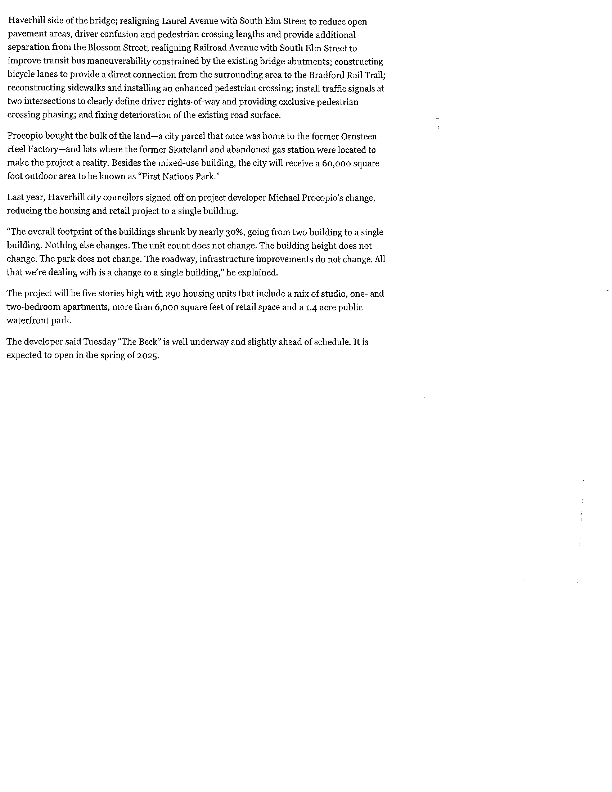 Haverhill side of the bridge; realigning Laurel Avenue with South Elm Street to reduce open
pavement areas, driver confusion and pedestrian crossing lengths and provide additional
separation from the Blossom Street; realigning Railroad Avenue with South Elm Street to
improve transit bus maneuverability constrained by the existing bridge abutments; constructing
bicycle lanes to provide a direct connection from the surrounding area to the Bradford Rail Trail;
reconstructing sidewalks and installing an enhanced pedestrian crossing; install traffic signals at
two intersections to clearly define driver rights-of-way and providing exclusive pedestrian
crossing phasing; and fixing deterioration of the existing road surface.
Procopio bought the bulk of the land—a city parcel that once was home to the former Ornsteen
Heel Factory—and lots where the former Skateland and abandoned gas station were located to
make the project a reality. Besides the mixed-use building, the city will receive a 60,000 square
foot outdoor area to be known as "First Nations Park."
Last year, Haverhill city councilors signed off on project developer Michael Procopio's change,
reducing the housing and retail project to a single building.
"The overall footprint of the buildings shrunk by nearly 30%, going from two building to a single
building. Nothing else changes. The unit count does not change. The building height does not
change. The park does not change. The roadway, infrastructure improvements do not change. All
that we're dealing with is a change to a single building," he explained.
The project will be five stories high with 290 housing units that include a mix of studio, one- and
two-bedroom apartments, more than 6,000 square feet of retail space and a 1.4 acre public
waterfront park.
The developer said Tuesday "The Beck" is well underway and slightly ahead of schedule. It is
expected to open in the spring of 2025.